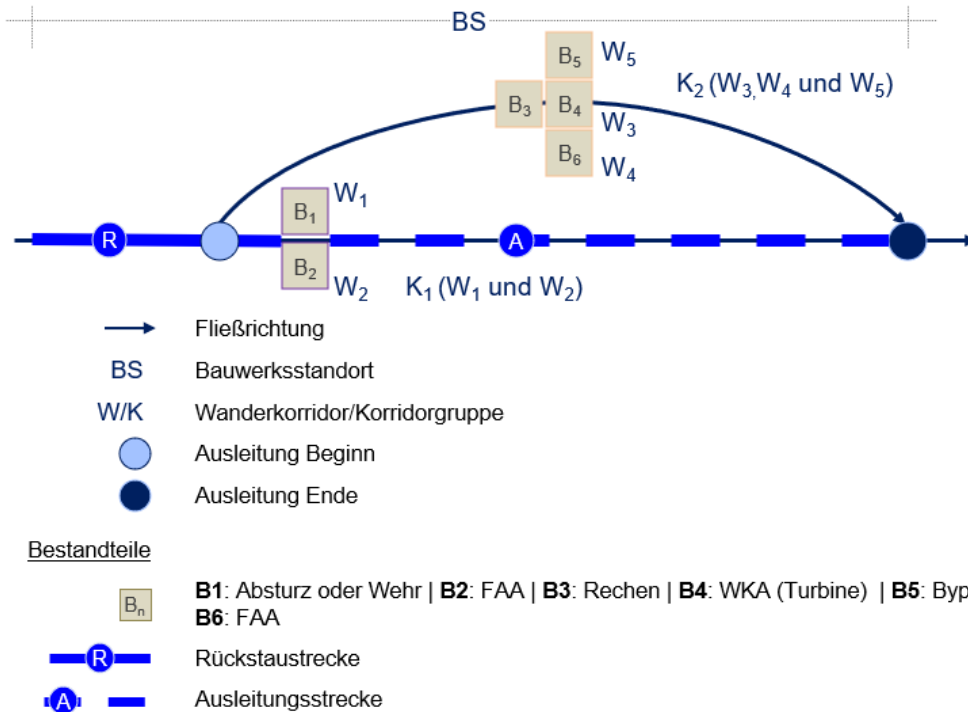 BS
B5 W5
B3 B4 K2 (W3, W4 und W5)
W3
B6 W4
B1 W1
R A
B2 W2 K1 (W1 und W2)
Fließrichtung
BS Bauwerksstandort
W/K Wanderkorridor/Korridorgruppe
Ausleitung Beginn
Ausleitung Ende
Bestandteile
Bn B1: Absturz oder Wehr | B2: FAA | B3: Rechen | B4: WKA (Turbine) | B5: Byp
B6: FAA
R Rückstaustrecke
A Ausleitungsstrecke